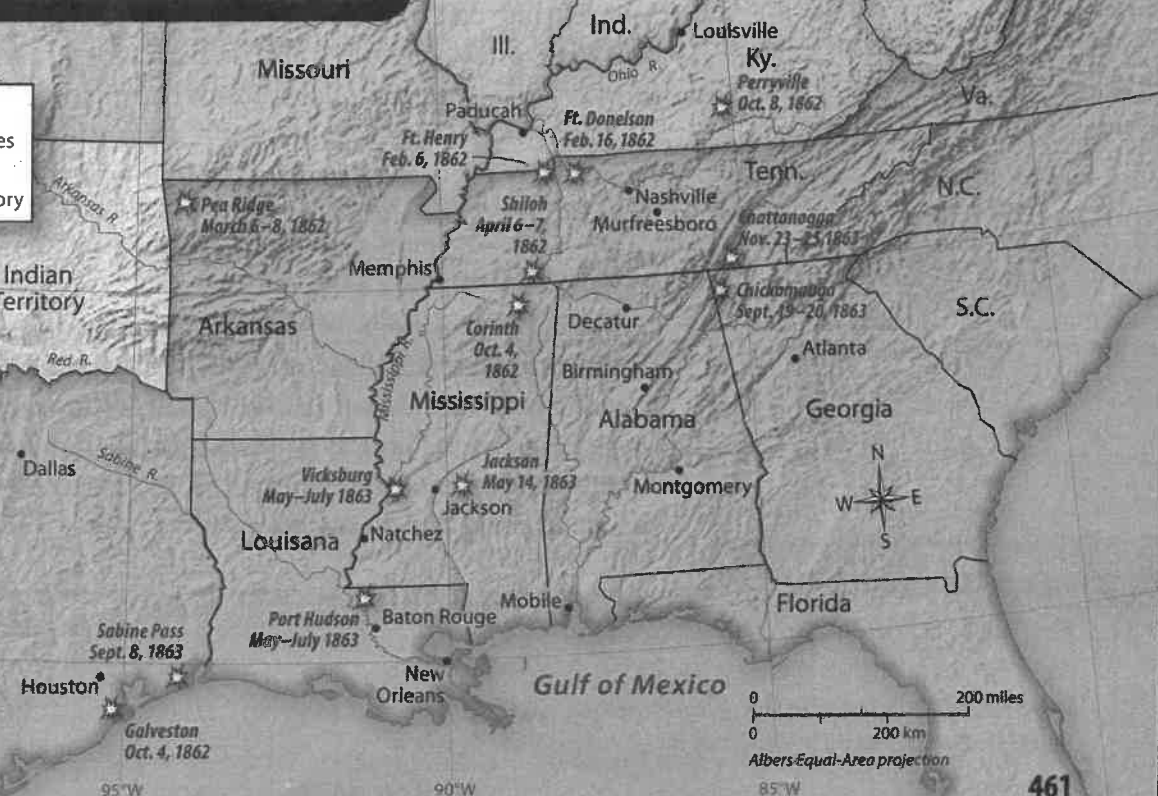 Ill.
Ind.
Louisville
Missouri
Ohio R.
Ky.
Perryville
Oct. 8, 1862
Va.
Paducah
Ft. Donelson
Feb. 16, 1862
Ft. Henry
Feb. 6, 1862
es
ory
Arkansas R.
Pea Ridge
March 6–8, 1862
Shiloh
April 6–7,
1862
Nashville
Murfreesboro
Tenn.
N.C.
Chattanooga
Nov. 23–25, 1863
Indian
Territory
Memphis
Arkansas
Corinth
Oct. 4,
1862
Decatur
Chickamauga
Sept. 19–20, 1863
S.C.
Red R.
Mississippi R.
Atlanta
Birmingham
Mississippi
Alabama
Georgia
N
W
E
S
Dallas
Sabine R.
Vicksburg
May–July 1863
Jackson
May 14, 1863
Jackson
Montgomery
Natchez
Louisana
Port Hudson
May–July 1863
Baton Rouge
Mobile
Florida
Sabine Pass
Sept. 8, 1863
Houston
New
Orleans
Gulf of Mexico
Galveston
Oct. 4, 1862
0 200 miles
0 200 km
Albers Equal-Area projection
95°W
90°W
85°W
461